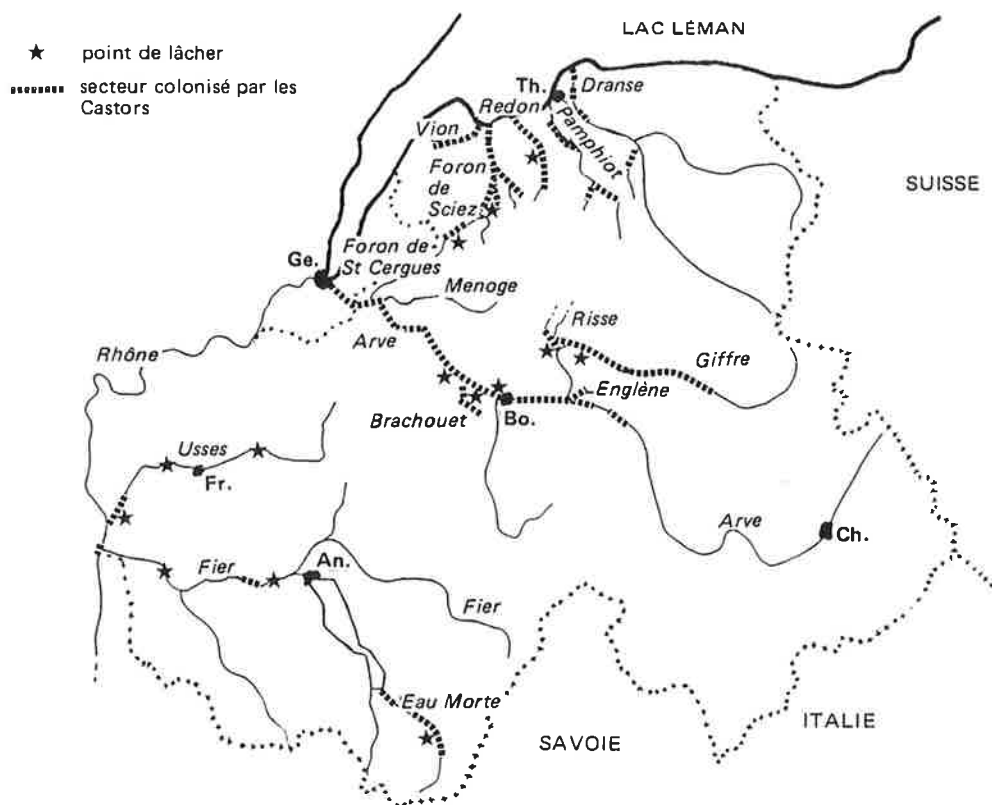 LAC LÉMAN
★ point de lâcher
secteur colonisé par les
Castors
Th.
Dranse
Redon
Vion
Pamphiot
Foron
de
Sciez
SUISSE
Ge.
Foron de
St Cergues
Menoge
Risse
Arve
Rhône
Giffre
Englène
Brachouet
Bo.
Usses
Fr.
Arve
Ch.
An.
Fier
Fier
Eau Morte
ITALIE
SAVOIE